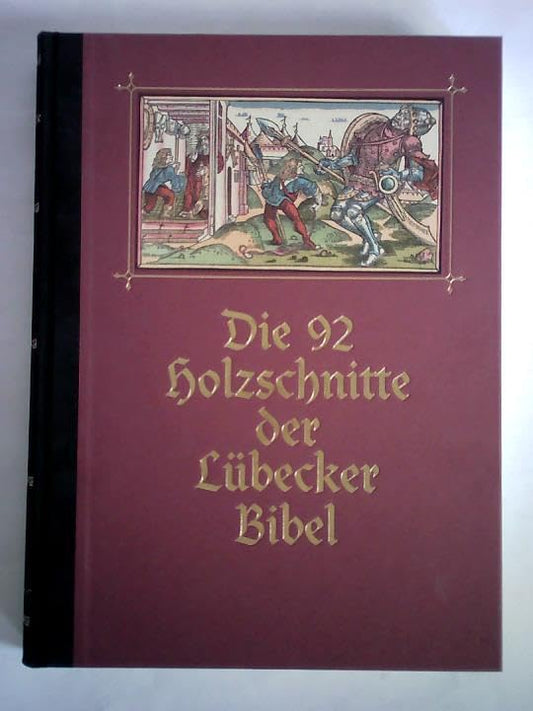 Die 92
Holzschnitte
der
Lübecker
Bibel